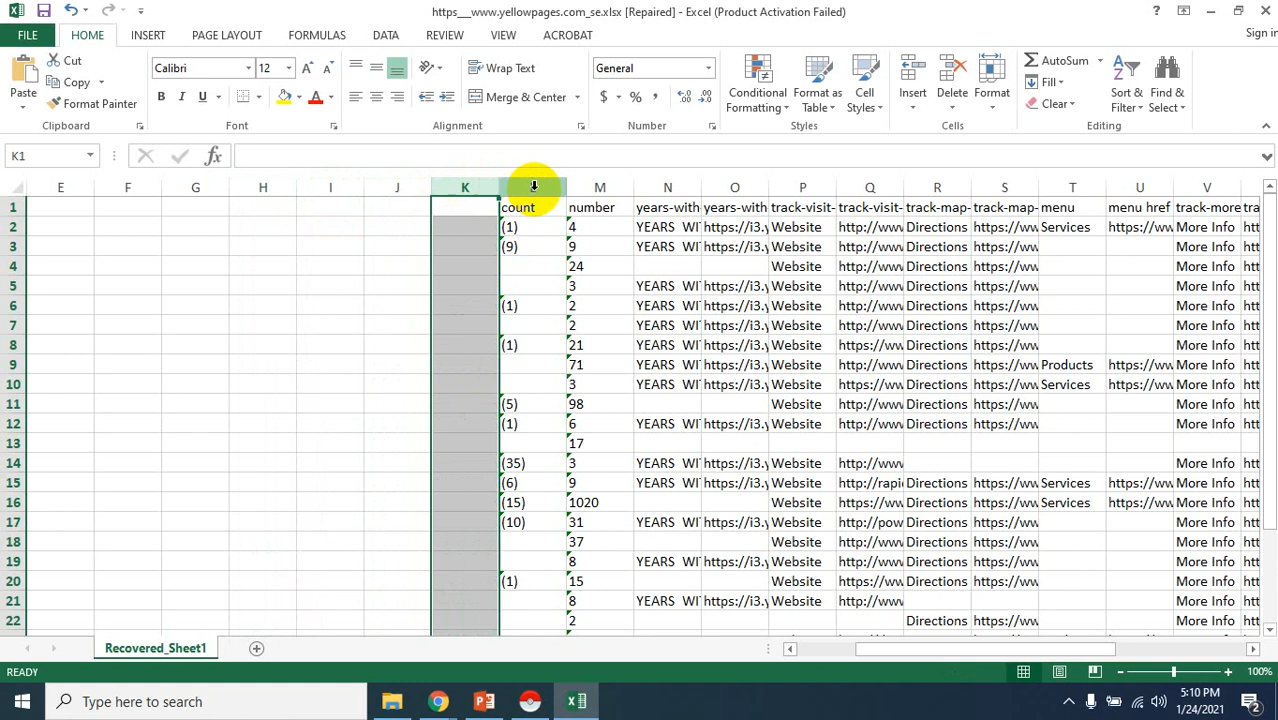 https__www.yellowpages.com_se.xlsx [Repaired] - Excel (Product Activation Failed)
FILE HOME INSERT PAGE LAYOUT FORMULAS DATA REVIEW VIEW ACROBAT Sign in
Paste
Cut
Copy
Format Painter
Clipboard
Calibri 12
Font
Wrap Text
Merge & Center
Alignment
General
Number
Conditional Formatting
Format as Table
Cell Styles
Styles
Insert
Delete
Format
Cells
AutoSum
Fill
Clear
Sort & Filter
Find & Select
Editing
K1
E F G H I J K M N O P Q R S T U V
1 count number years-with years-with track-visit- track-visit- track-map- track-map- menu menu href track-more tra
2 (1) 4 YEARS WI https://i3.y Website http://www Directions https://ww Services https://ww More Info htt
3 (9) 9 YEARS WI https://i3.y Website http://www Directions https://ww More Info htt
4 24 Website http://www Directions https://ww More Info htt
5 3 YEARS WI https://i3.y Website http://www Directions https://ww More Info htt
6 (1) 2 YEARS WI https://i3.y Website http://www Directions https://ww More Info htt
7 2 YEARS WI https://i3.y Website http://www Directions https://ww More Info htt
8 (1) 21 YEARS WI https://i3.y Website https://ww Directions https://ww More Info htt
9 71 YEARS WI https://i3.y Website http://www Directions https://ww Products https://ww More Info htt
10 3 YEARS WI https://i3.y Website https://ww Directions https://ww Services https://ww More Info htt
11 (5) 98 Website http://www Directions https://ww More Info htt
12 (1) 6 YEARS WI https://i3.y Website http://www Directions https://ww More Info htt
13 17 More Info htt
14 (35) 3 YEARS WI https://i3.y Website http://www More Info htt
15 (6) 9 YEARS WI https://i3.y Website http://rapi Directions https://ww Services https://ww More Info htt
16 (15) 1020 Website http://www Directions https://ww Services https://ww More Info htt
17 (10) 31 YEARS WI https://i3.y Website http://pow Directions https://ww More Info htt
18 37 Website http://www Directions https://ww More Info htt
19 8 YEARS WI https://i3.y Website http://www Directions https://ww More Info htt
20 (1) 15 Website https://ww Directions https://ww More Info htt
21 8 YEARS WI https://i3.y Website http://www More Info htt
22 2 Directions https://ww More Info htt
Recovered_Sheet1
READY 100%
Type here to search
5:10 PM
1/24/2021
2